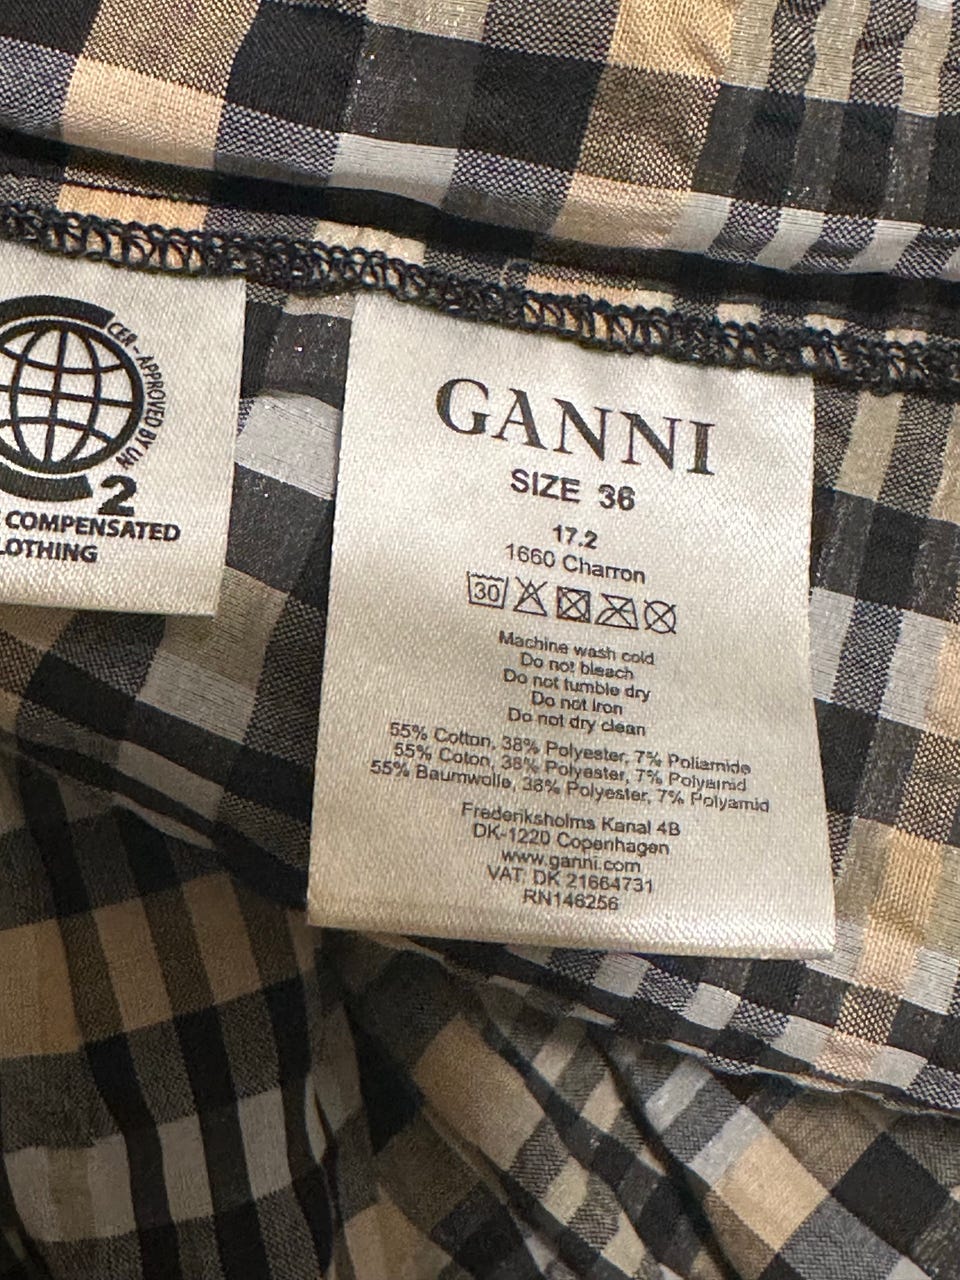 CER - APPROVED BY UN
2
COMPENSATED
LOTHING
GANNI
SIZE 36
17.2
1660 Charron
30
Machine wash cold
Do not bleach
Do not tumble dry
Do not iron
Do not dry clean
55% Cotton, 38% Polyester, 7% Poliamide
55% Coton, 38% Polyester, 7% Polyamid
55% Baumwolle, 38% Polyester, 7% Polyamid
Frederiksholms Kanal 4B
DK-1220 Copenhagen
www.ganni.com
VAT: DK 21664731
RN146256